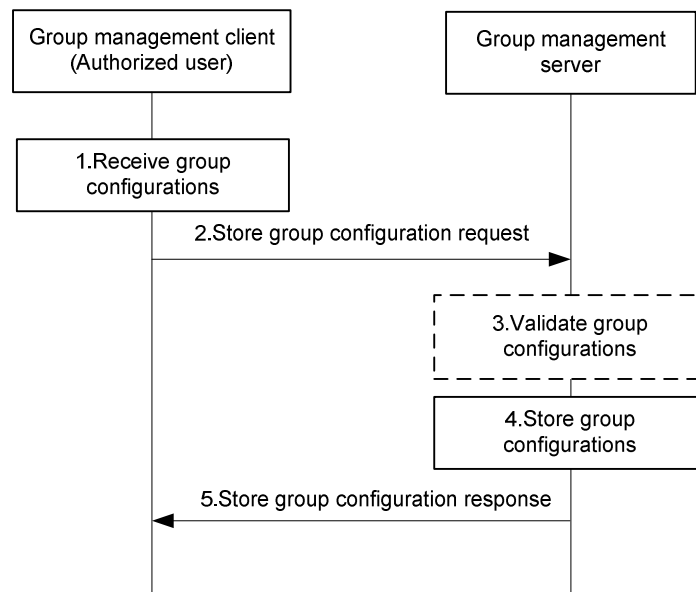 Group management client
(Authorized user)
Group management
server
1.Receive group
configurations
2.Store group configuration request
3.Validate group
configurations
4.Store group
configurations
5.Store group configuration response